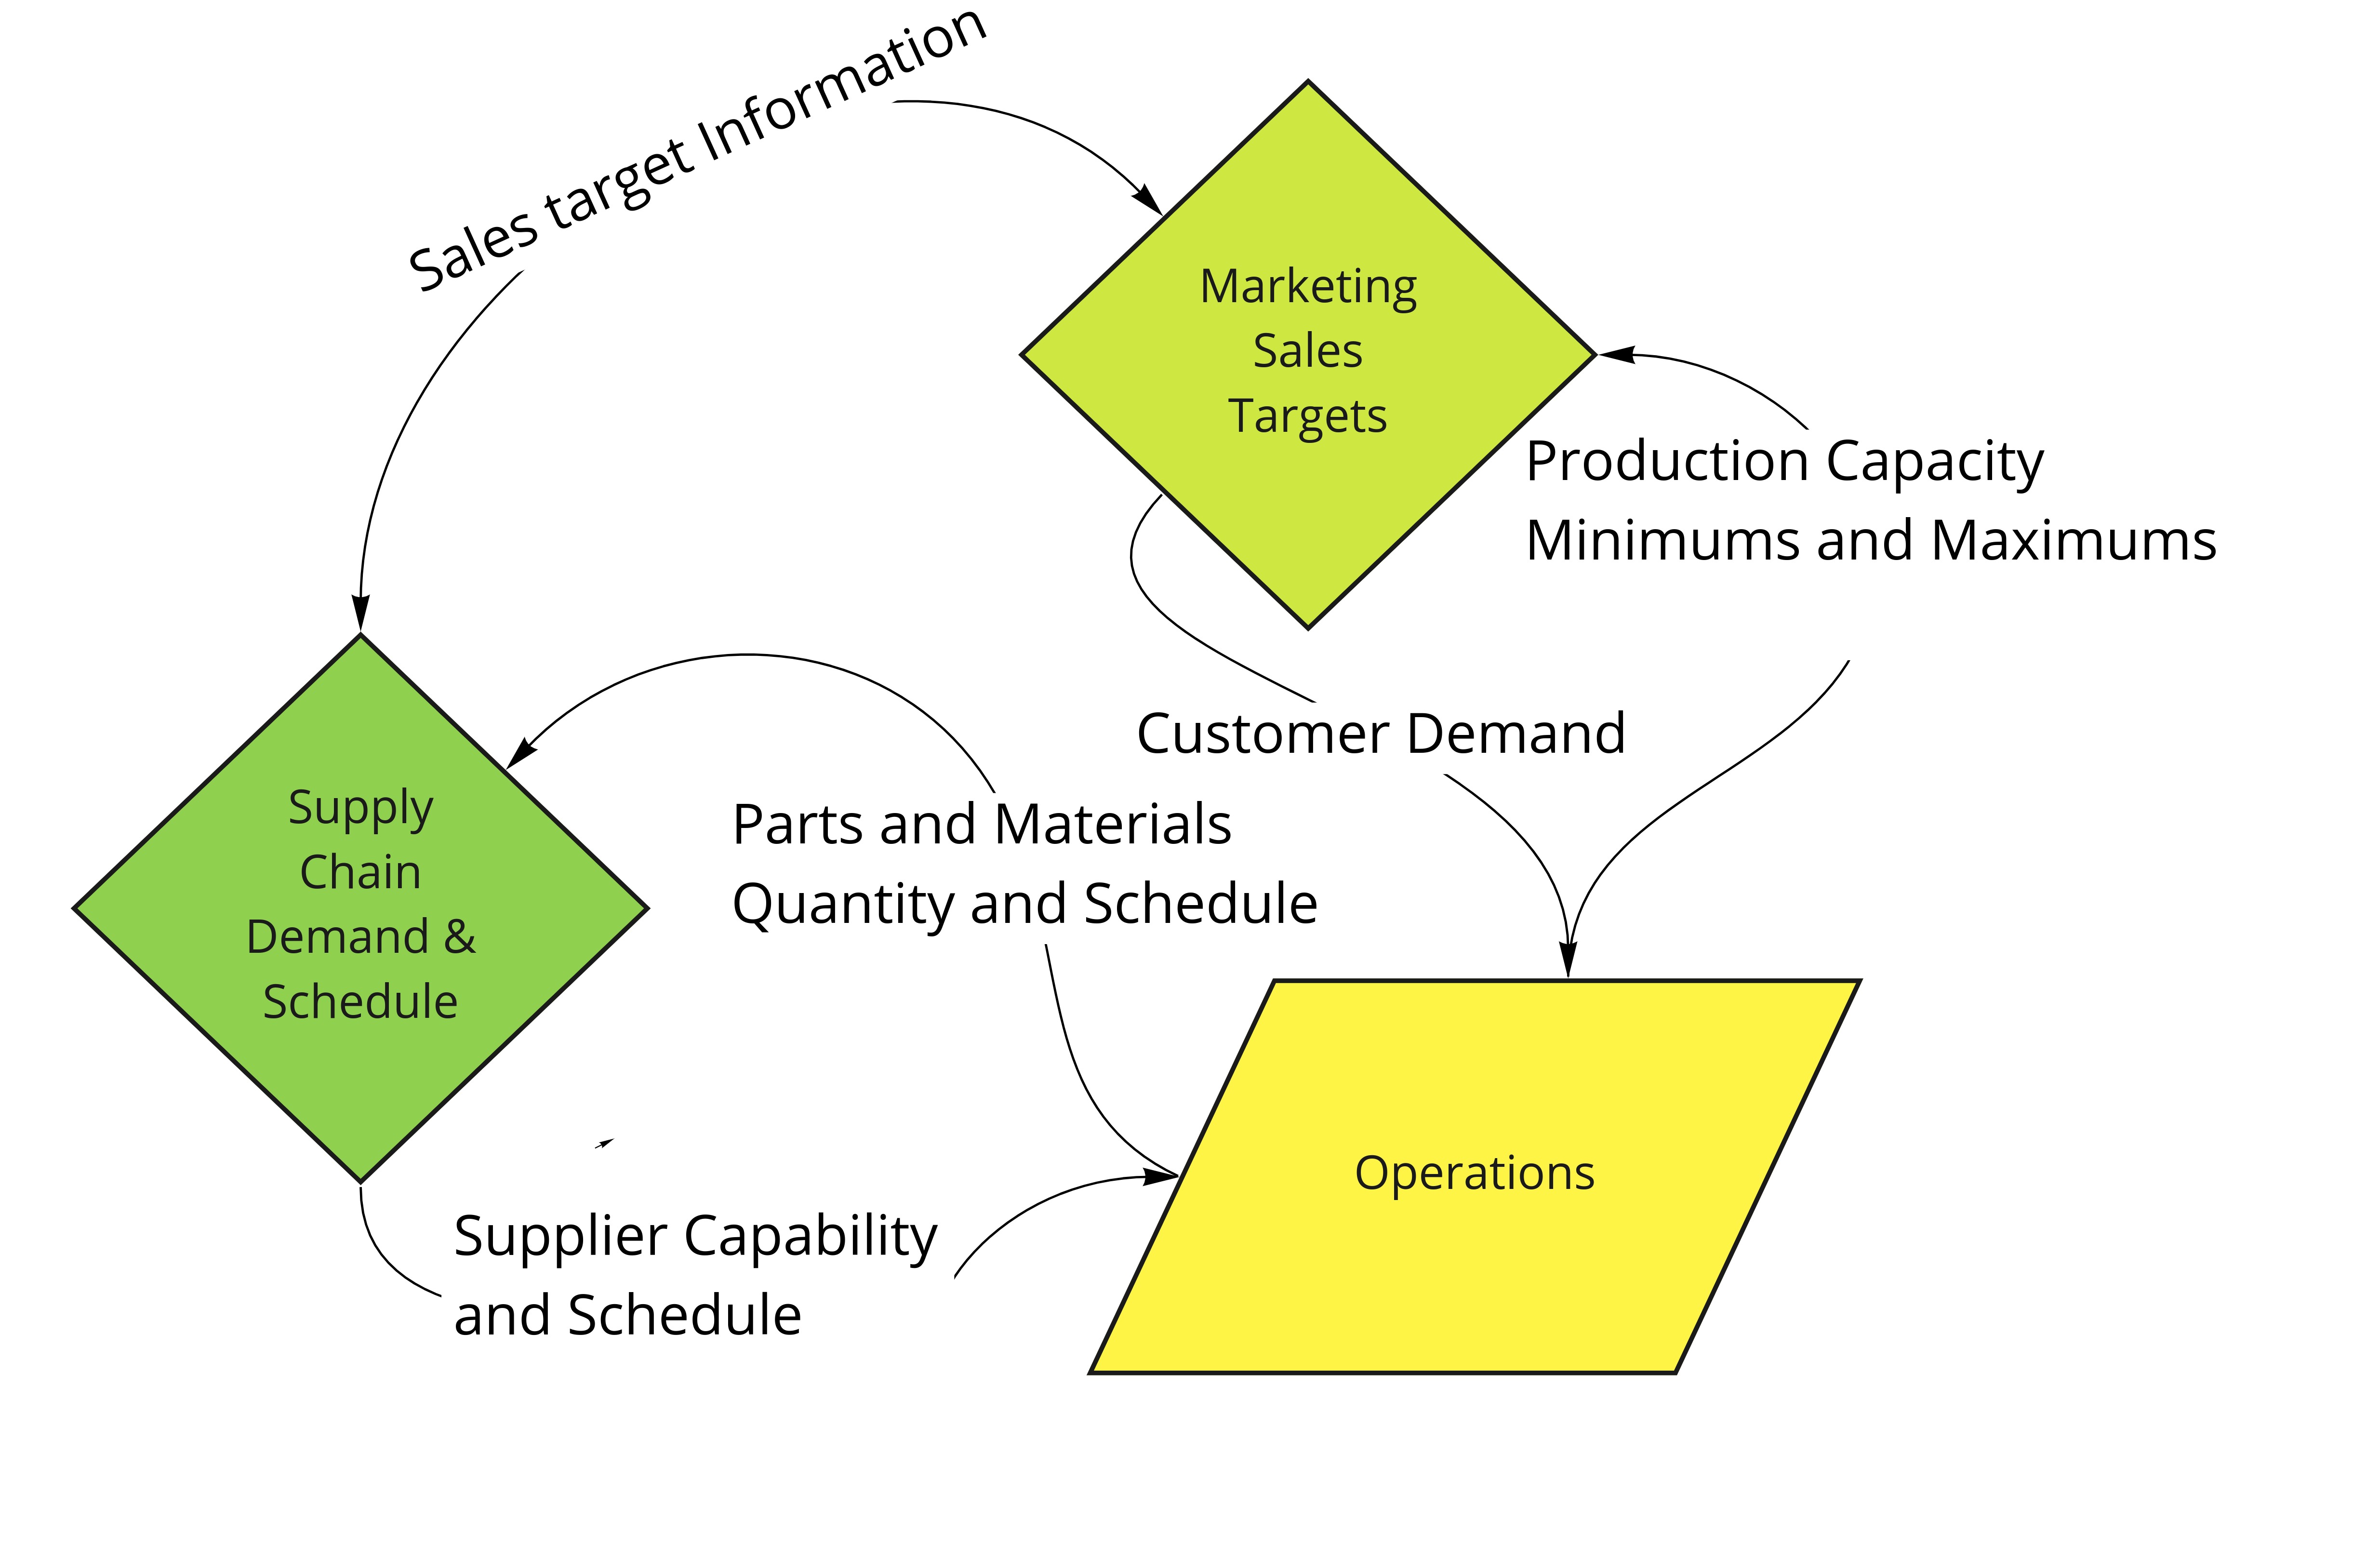 Sales target Information
Marketing
Sales
Targets
Production Capacity
Minimums and Maximums
Customer Demand
Supply
Chain
Demand &
Schedule
Parts and Materials
Quantity and Schedule
Operations
Supplier Capability
and Schedule